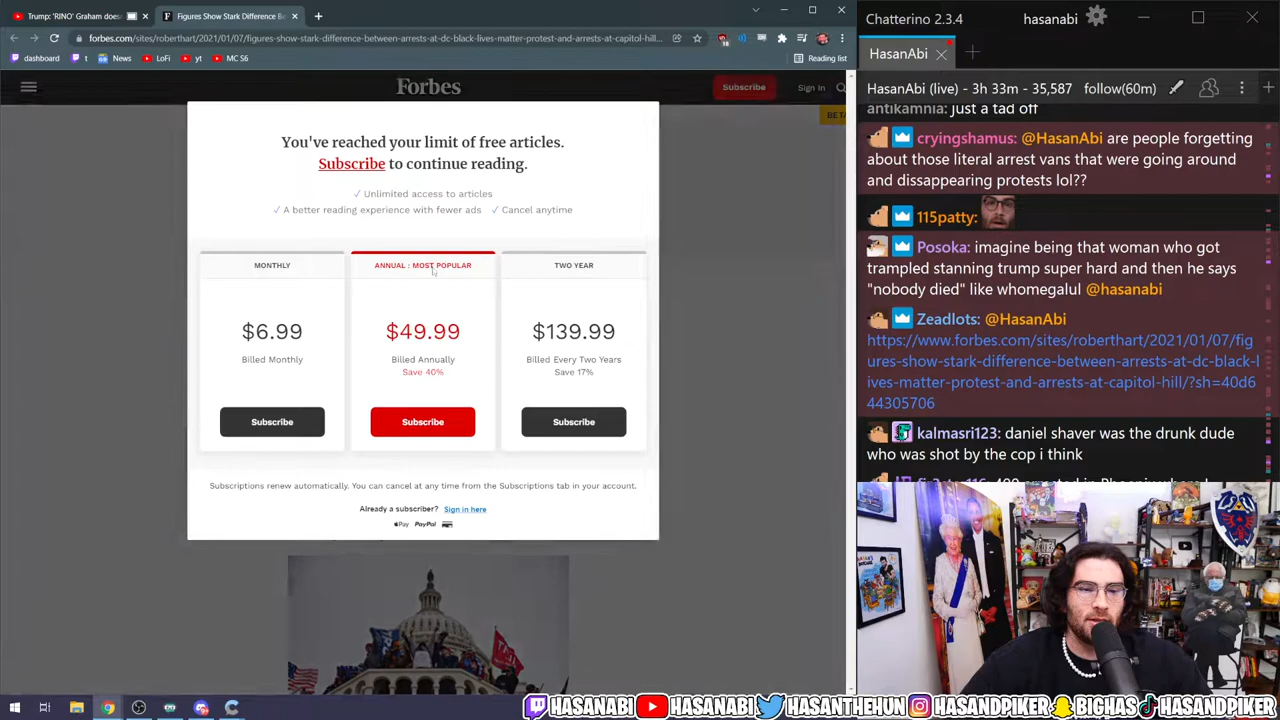 Trump: 'RINO' Graham does
Figures Show Stark Difference Be
forbes.com/sites/roberthart/2021/01/07/figures-show-stark-difference-between-arrests-at-dc-black-lives-matter-protest-and-arrests-at-capitol-hill...
dashboard
t
News
LoFi
yt
MC S6
Reading list
Forbes
Subscribe
Sign In
BETA
You've reached your limit of free articles.
Subscribe to continue reading.
✓ Unlimited access to articles
✓ A better reading experience with fewer ads ✓ Cancel anytime
MONTHLY
$6.99
Billed Monthly
Subscribe
ANNUAL : MOST POPULAR
$49.99
Billed Annually
Save 40%
Subscribe
TWO YEAR
$139.99
Billed Every Two Years
Save 17%
Subscribe
Subscriptions renew automatically. You can cancel at any time from the Subscriptions tab in your account.
Already a subscriber? Sign in here
Pay PayPal
Chatterino 2.3.4
hasanabi
HasanAbi
HasanAbi (live) - 3h 33m - 35,587
follow(60m)
antikamnia: just a tad off
cryingshamus: @HasanAbi are people forgetting
about those literal arrest vans that were going around
and dissappearing protests lol??
115patty:
Posoka: imagine being that woman who got
trampled stanning trump super hard and then he says
"nobody died" like whomegalul @hasanabi
Zeadlots: @HasanAbi
https://www.forbes.com/sites/roberthart/2021/01/07/fig
ures-show-stark-difference-between-arrests-at-dc-black-l
ives-matter-protest-and-arrests-at-capitol-hill/?sh=40d6
44305706
kalmasri123: daniel shaver was the drunk dude
who was shot by the cop i think
HASANABI
HASANABI
HASANTHEHUN
HASANDPIKER
BIGHAS
HASANDPIKER